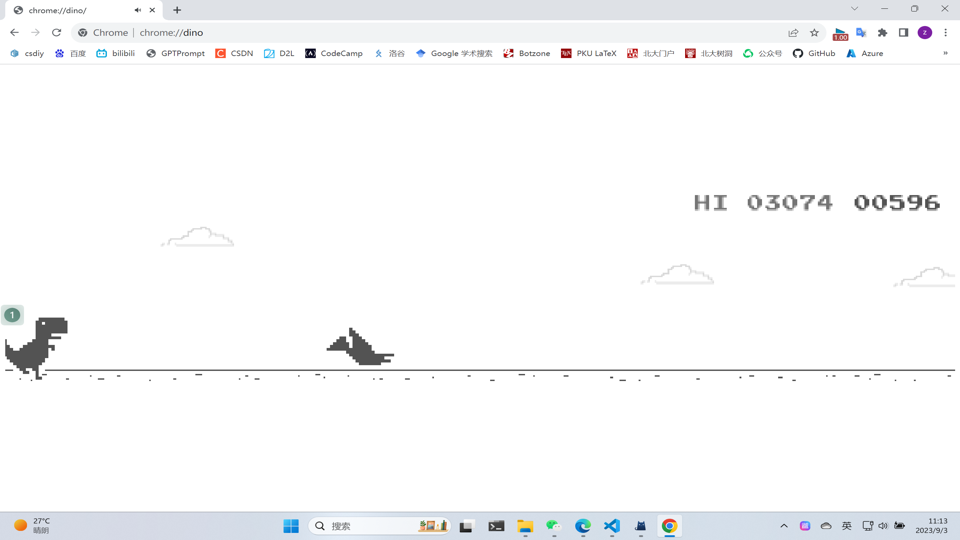 chrome://dino/
Chrome | chrome://dino
1.00
z
csdiy 百度 bilibili GPTPrompt CSDN D2L CodeCamp 洛谷 Google 学术搜索 Botzone PKU LaTeX 北大门户 北大树洞 公众号 GitHub Azure »
HI 03074 00596
1
27°C
晴朗
搜索
英
11:13
2023/9/3